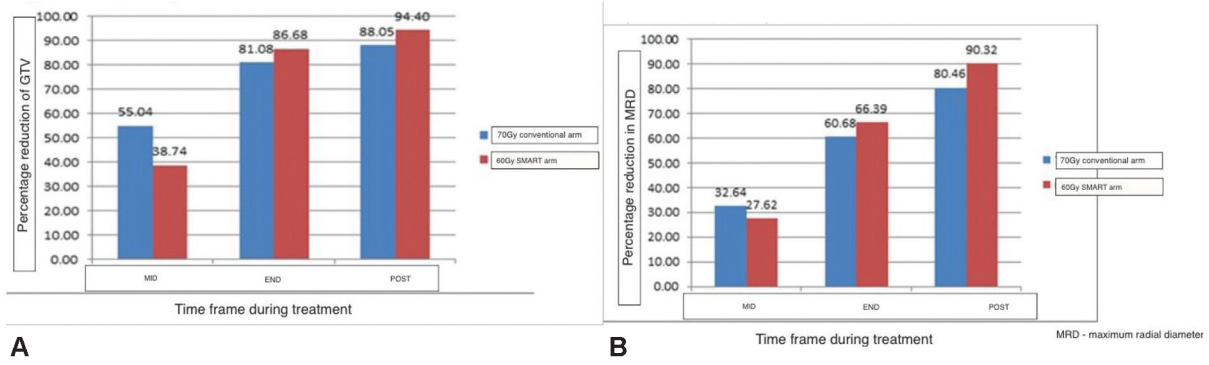 Percentage reduction of GTV
100.00
90.00
80.00
70.00
60.00
50.00
40.00
30.00
20.00
10.00
0.00
55.04
38.74
81.08
86.68
88.05
94.40
MID END POST
Time frame during treatment
70Gy conventional arm
60Gy SMART arm
A
Percentage reduction in MRD
100.00
90.00
80.00
70.00
60.00
50.00
40.00
30.00
20.00
10.00
0.00
32.64
27.62
60.68
66.39
80.46
90.32
MID END POST
Time frame during treatment
70Gy conventional arm
60Gy SMART arm
MRD - maximum radial diameter
B